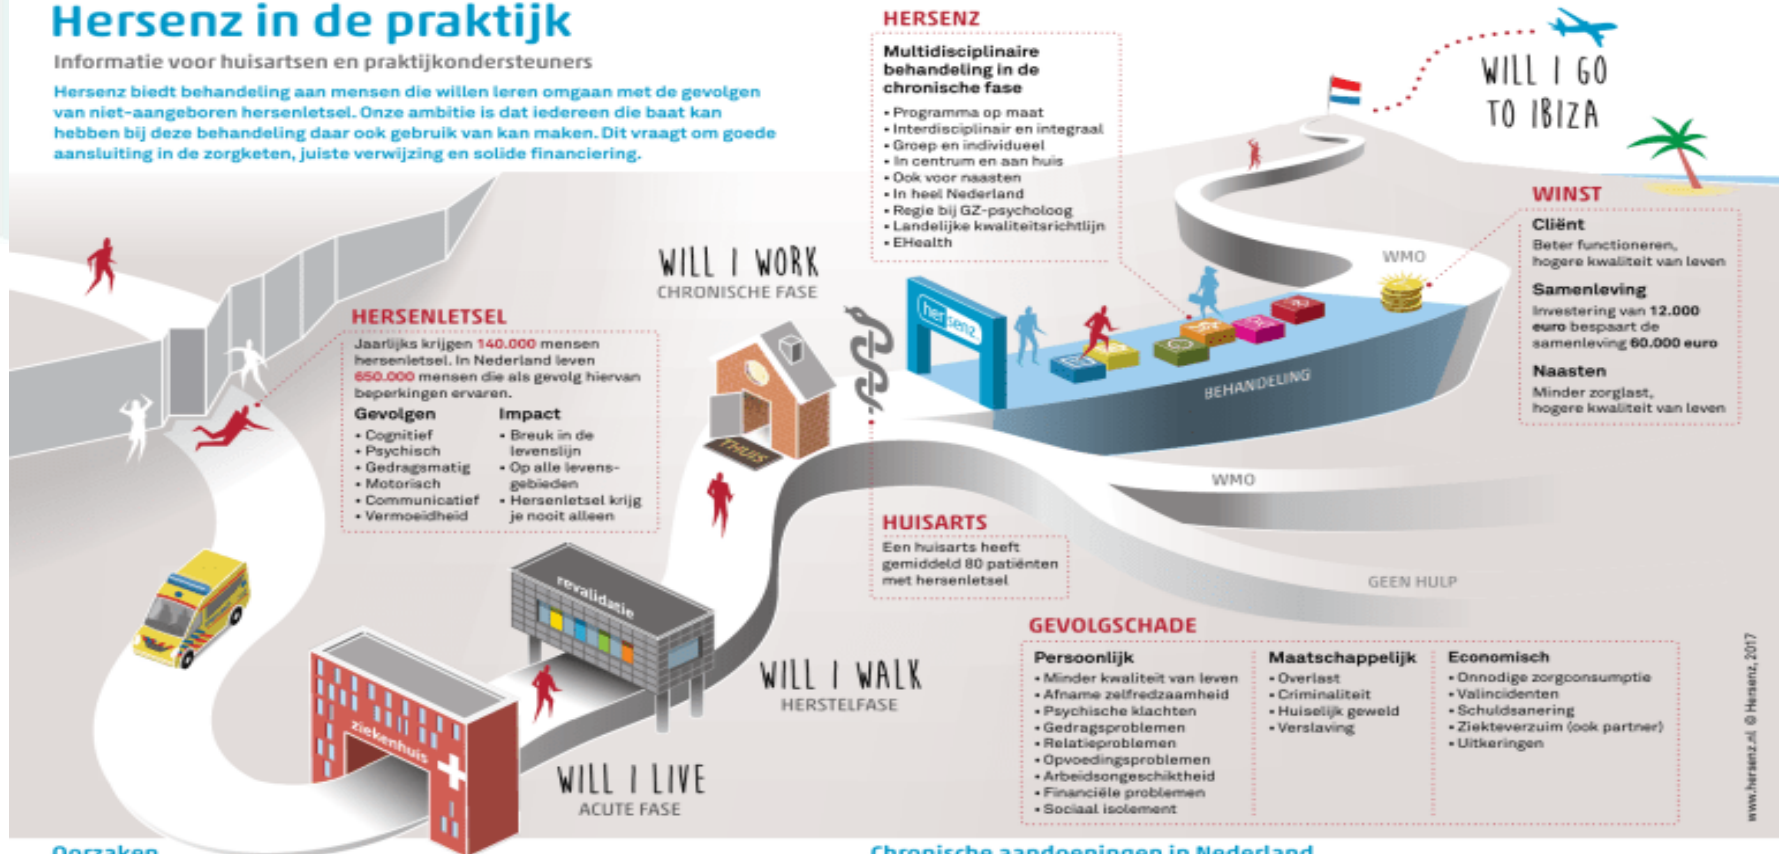 Hersenz in de praktijk
Informatie voor huisartsen en praktijkondersteuners
Hersenz biedt behandeling aan mensen die willen leren omgaan met de gevolgen
van niet-aangeboren hersenletsel. Onze ambitie is dat iedereen die baat kan
hebben bij deze behandeling daar ook gebruik van kan maken. Dit vraagt om goede
aansluiting in de zorgketen, juiste verwijzing en solide financiering.
HERSENZ
Multidisciplinaire
behandeling in de
chronische fase
• Programma op maat
• Interdisciplinair en integraal
• Groep en individueel
• In centrum en aan huis
• Ook voor naasten
• In heel Nederland
• Regie bij GZ-psycholoog
• Landelijke kwaliteitsrichtlijn
• EHealth
WILL I GO
TO IBIZA
WINST
Cliënt
Beter functioneren,
hogere kwaliteit van leven
Samenleving
Investering van 12.000
euro bespaart de
samenleving 60.000 euro
Naasten
Minder zorglast,
hogere kwaliteit van leven
WMO
WILL I WORK
CHRONISCHE FASE
hersenz
BEHANDELING
HERSENLETSEL
Jaarlijks krijgen 140.000 mensen
hersenletsel. In Nederland leven
650.000 mensen die als gevolg hiervan
beperkingen ervaren.
Gevolgen
• Cognitief
• Psychisch
• Gedragsmatig
• Motorisch
• Communicatief
• Vermoeidheid
Impact
• Breuk in de
levenslijn
• Op alle levens-
gebieden
• Hersenletsel krijg
je nooit alleen
THUIS
WMO
HUISARTS
Een huisarts heeft
gemiddeld 80 patiënten
met hersenletsel
GEEN HULP
revalidatie
WILL I WALK
HERSTELFASE
ziekenhuis
WILL I LIVE
ACUTE FASE
GEVOLGSCHADE
Persoonlijk
• Minder kwaliteit van leven
• Afname zelfredzaamheid
• Psychische klachten
• Gedragsproblemen
• Relatieproblemen
• Opvoedingsproblemen
• Arbeidsongeschiktheid
• Financiële problemen
• Sociaal isolement
Maatschappelijk
• Overlast
• Criminaliteit
• Huiselijk geweld
• Verslaving
Economisch
• Onnodige zorgconsumptie
• Valincidenten
• Schuldsanering
• Ziekteverzuim (ook partner)
• Uitkeringen
www.hersenz.nl © Hersenz, 2017
Oorzaken
Chronische aandoeningen in Nederland